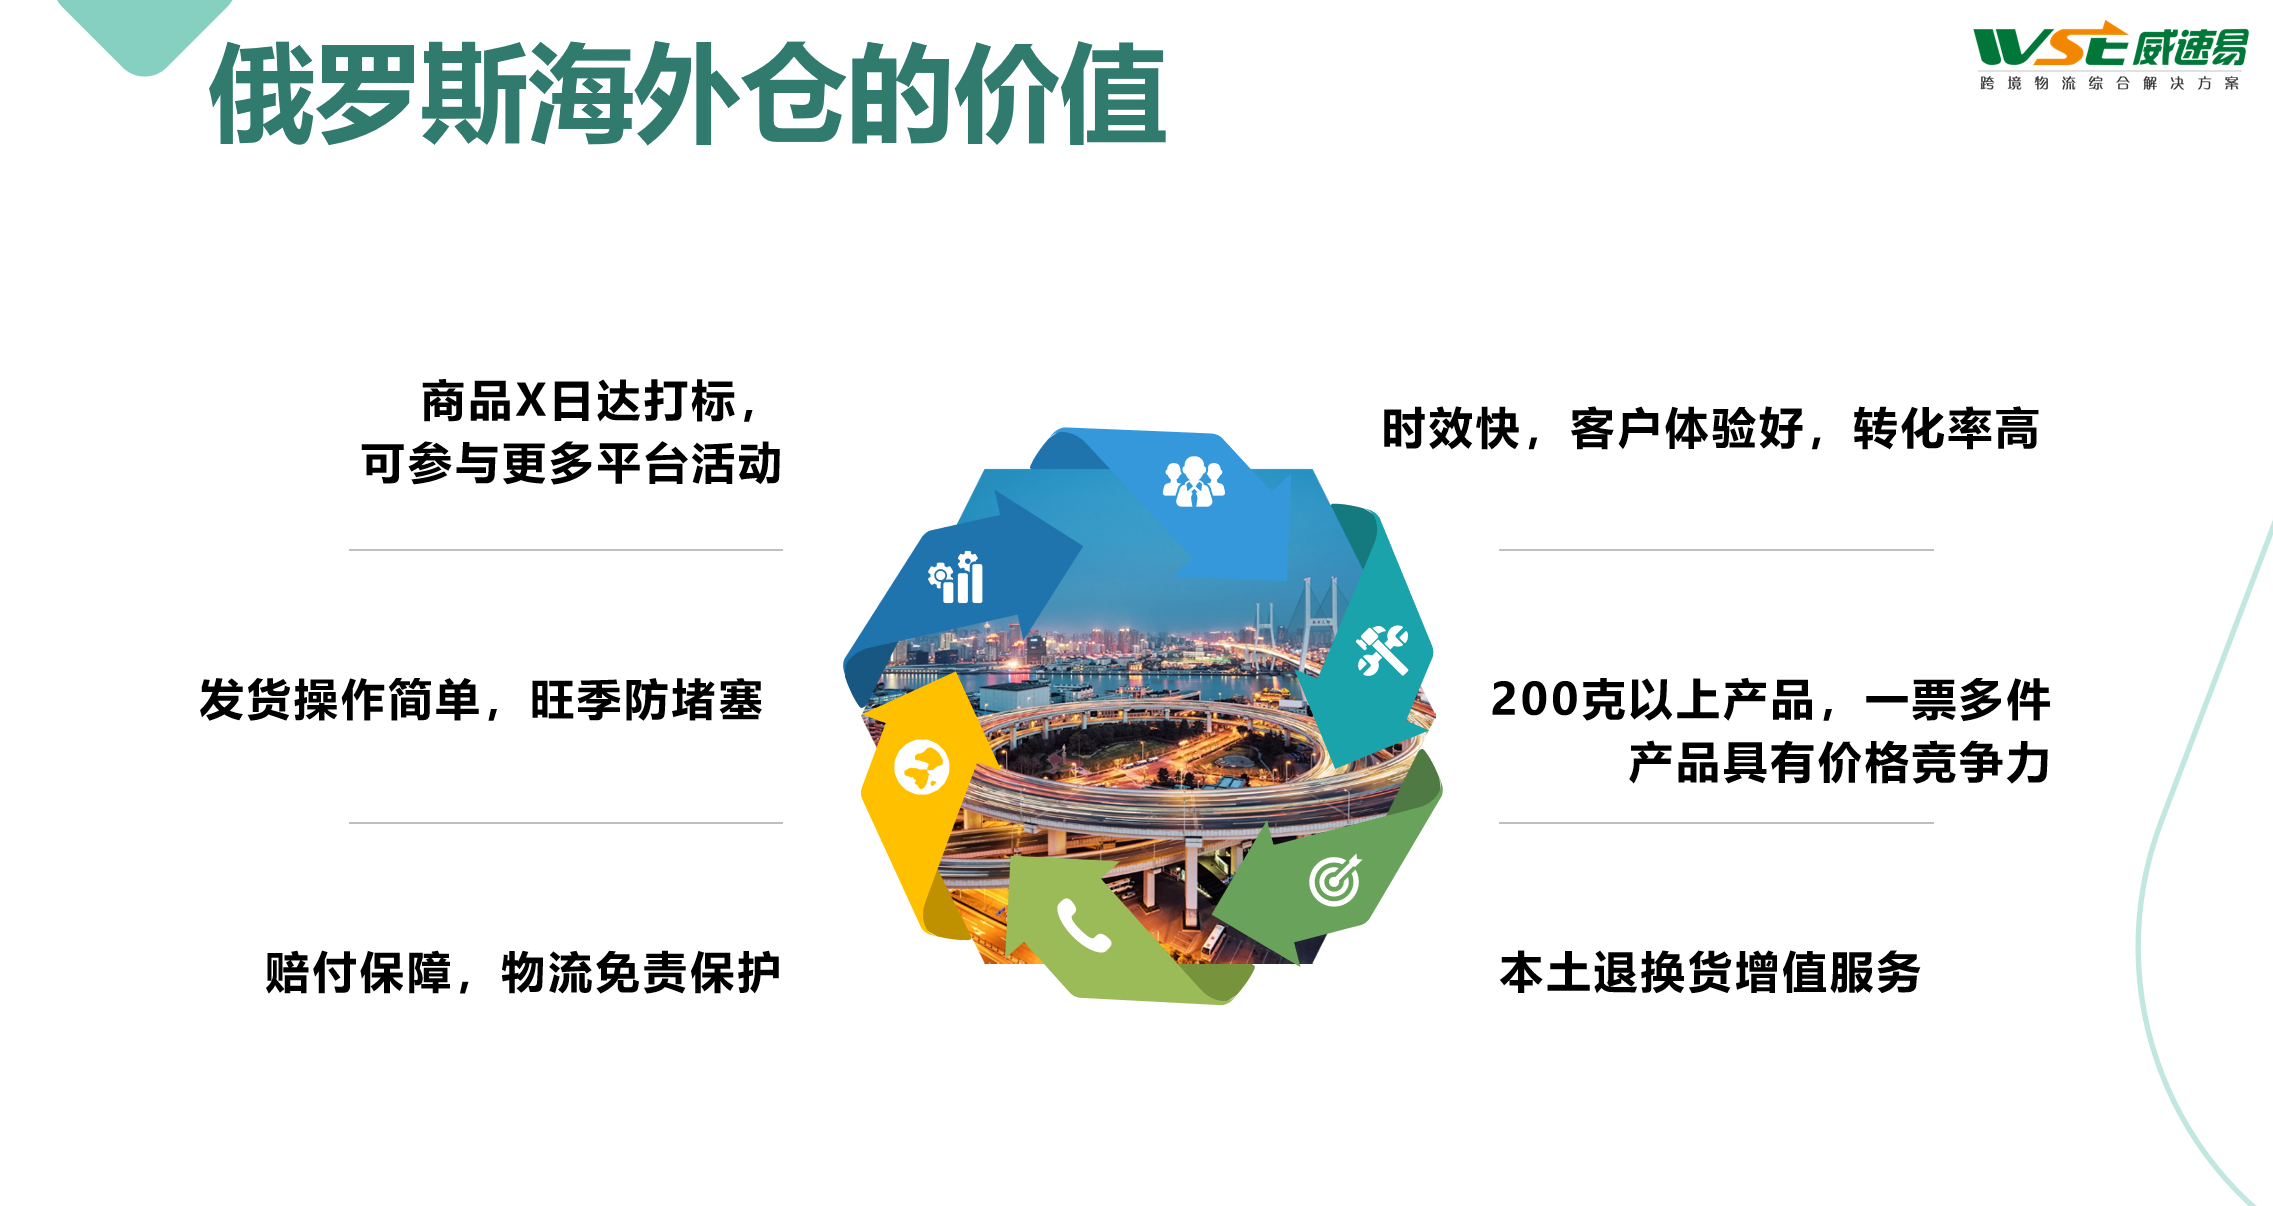 俄罗斯海外仓的价值
WSE 威速易
跨境物流综合解决方案
商品X日达打标，
可参与更多平台活动
时效快，客户体验好，转化率高
发货操作简单，旺季防堵塞
200克以上产品，一票多件
产品具有价格竞争力
赔付保障，物流免责保护
本土退换货增值服务